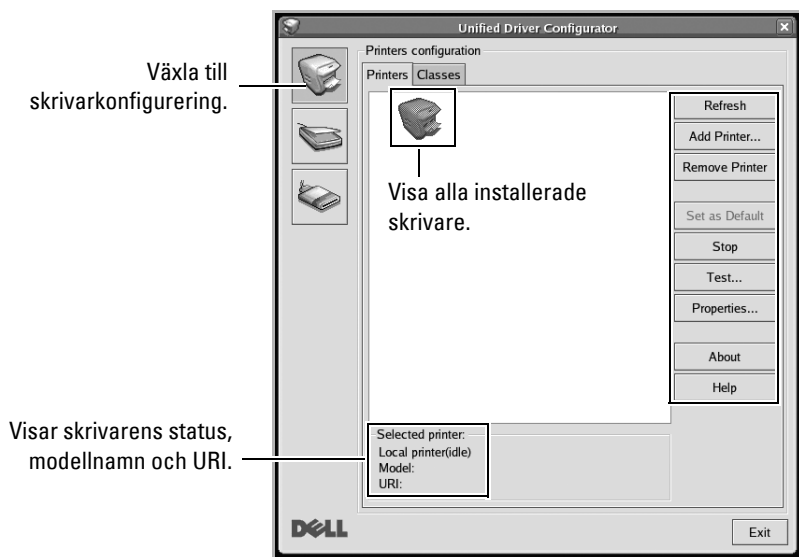 Unified Driver Configurator
Växla till
skrivarkonfigurering.
Printers configuration
Printers Classes
Visa alla installerade
skrivare.
Refresh
Add Printer...
Remove Printer
Set as Default
Stop
Test...
Properties...
About
Help
Visar skrivarens status,
modellnamn och URI.
Selected printer:
Local printer(idle)
Model:
URI:
DELL
Exit